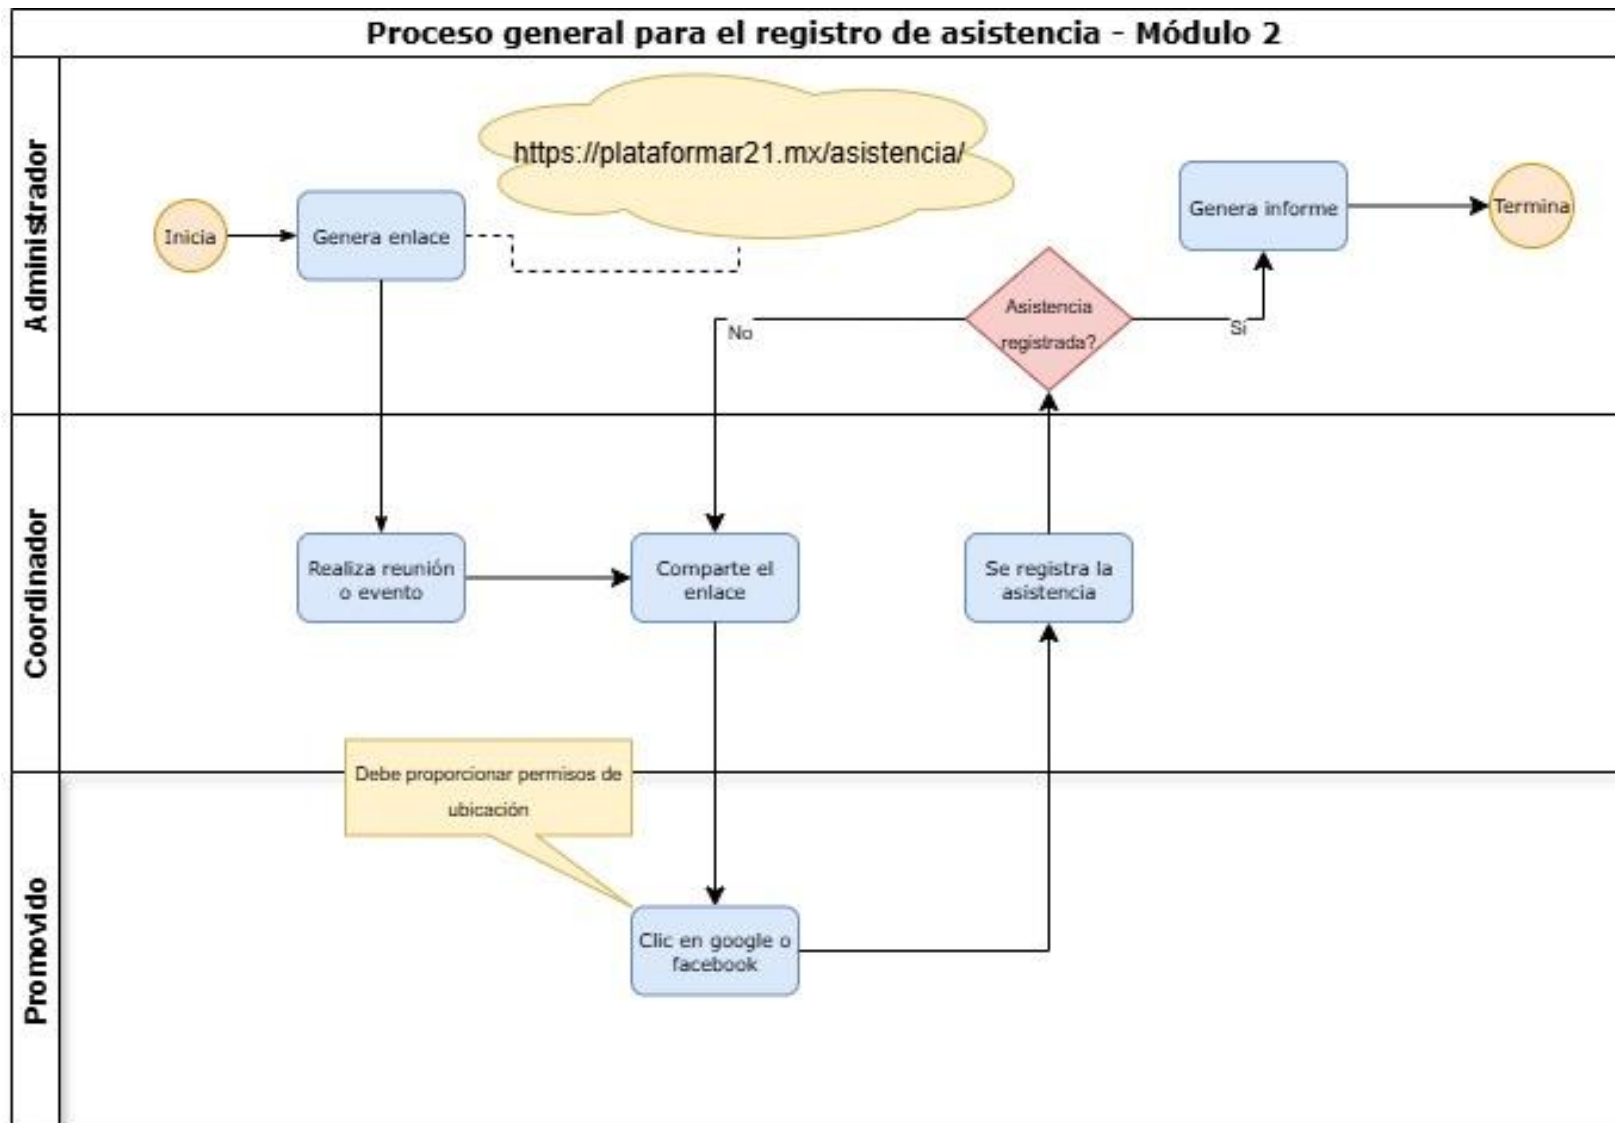 Proceso general para el registro de asistencia - Módulo 2
Administrador
Inicia
Genera enlace
https://plataformar21.mx/asistencia/
Genera informe
Termina
Asistencia
registrada?
No
Si
Coordinador
Realiza reunión
o evento
Comparte el
enlace
Se registra la
asistencia
Promovido
Debe proporcionar permisos de
ubicación
Clic en google o
facebook